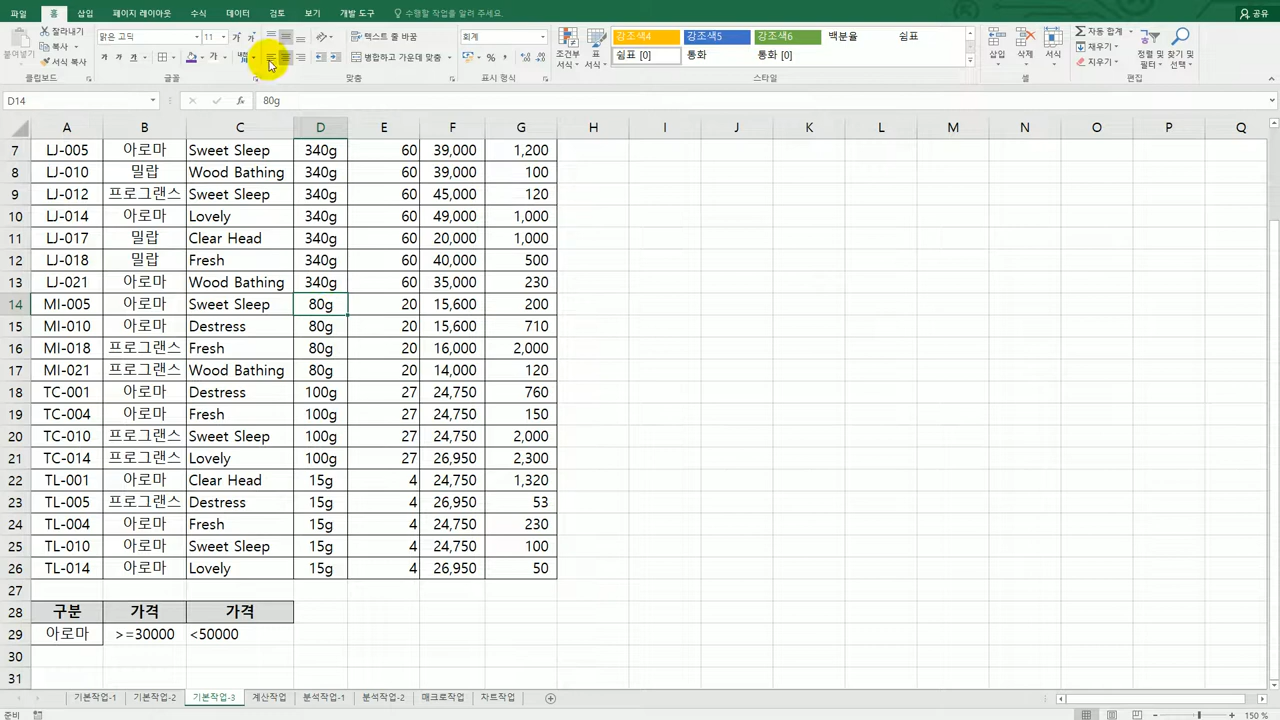 파일 홈 삽입 페이지 레이아웃 수식 데이터 검토 보기 개발 도구 수행할 작업을 알려 주세요. 공유
붙여넣기 잘라내기 복사 서식 복사
맑은 고딕 11 가 가
가 가 가 가
텍스트 줄 바꿈
병합하고 가운데 맞춤
회계
%
조건부 서식 표 서식
강조색4 강조색5 강조색6 백분율 쉼표
쉼표 [0] 통화 통화 [0]
삽입 삭제 서식
자동 합계 채우기 지우기
정렬 및 필터 찾기 및 선택
클립보드 글꼴 맞춤 표시 형식 스타일 셀 편집
D14 fx 80g
A B C D E F G H I J K L M N O P Q
7 LJ-005 아로마 Sweet Sleep 340g 60 39,000 1,200
8 LJ-010 밀랍 Wood Bathing 340g 60 39,000 100
9 LJ-012 프로그랜스 Sweet Sleep 340g 60 45,000 120
10 LJ-014 아로마 Lovely 340g 60 49,000 1,000
11 LJ-017 밀랍 Clear Head 340g 60 20,000 1,000
12 LJ-018 밀랍 Fresh 340g 60 40,000 500
13 LJ-021 아로마 Wood Bathing 340g 60 35,000 230
14 MI-005 아로마 Sweet Sleep 80g 20 15,600 200
15 MI-010 아로마 Destress 80g 20 15,600 710
16 MI-018 프로그랜스 Fresh 80g 20 16,000 2,000
17 MI-021 프로그랜스 Wood Bathing 80g 20 14,000 120
18 TC-001 아로마 Destress 100g 27 24,750 760
19 TC-004 아로마 Fresh 100g 27 24,750 150
20 TC-010 프로그랜스 Sweet Sleep 100g 27 24,750 2,000
21 TC-014 프로그랜스 Lovely 100g 27 26,950 2,300
22 TL-001 아로마 Clear Head 15g 4 24,750 1,320
23 TL-005 프로그랜스 Destress 15g 4 26,950 53
24 TL-004 아로마 Fresh 15g 4 24,750 230
25 TL-010 아로마 Sweet Sleep 15g 4 24,750 100
26 TL-014 아로마 Lovely 15g 4 26,950 50
27
28 구분 가격 가격
29 아로마 >=30000 <50000
30
31
기본작업-1 기본작업-2 기본작업-3 계산작업 분석작업-1 분석작업-2 매크로작업 차트작업
준비 150 %